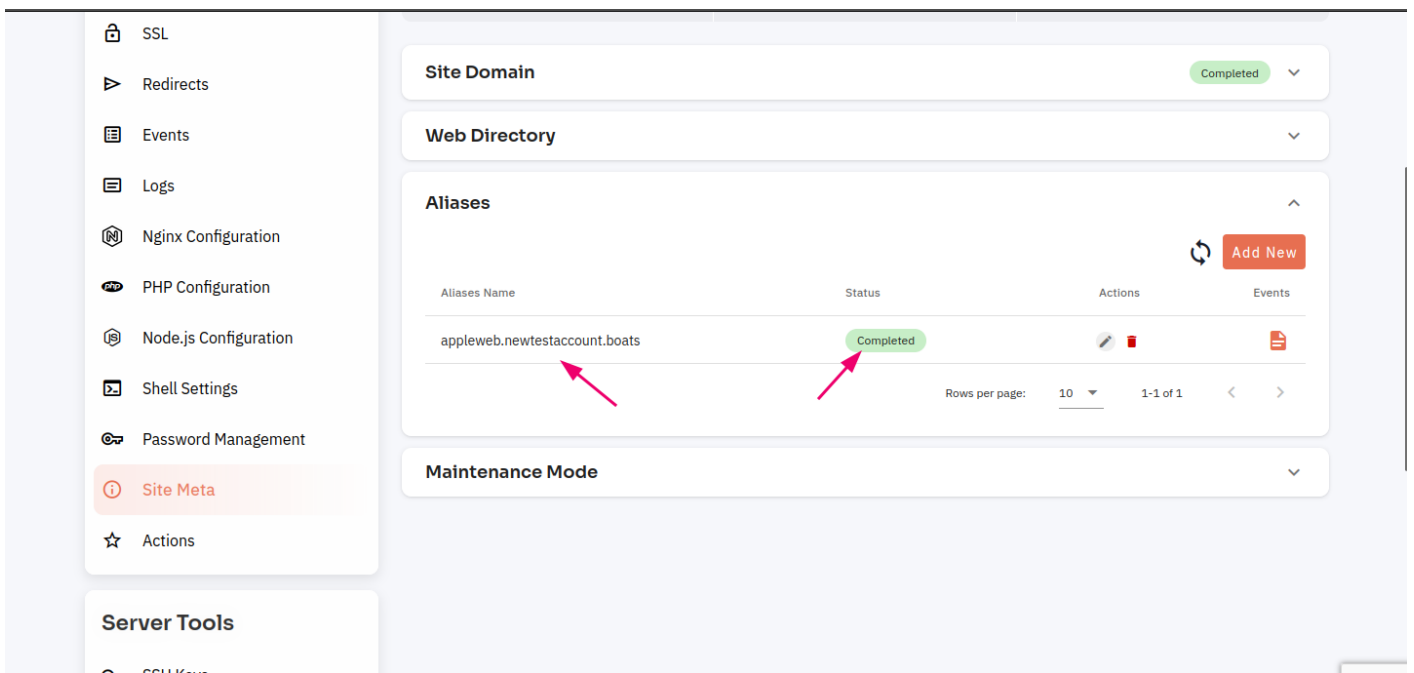 SSL
Redirects
Events
Logs
Nginx Configuration
PHP Configuration
Node.js Configuration
Shell Settings
Password Management
Site Meta
Actions
Server Tools
Site Domain
Completed
Web Directory
Aliases
Add New
Aliases Name Status Actions Events
appleweb.newtestaccount.boats Completed
Rows per page: 10 1-1 of 1
Maintenance Mode